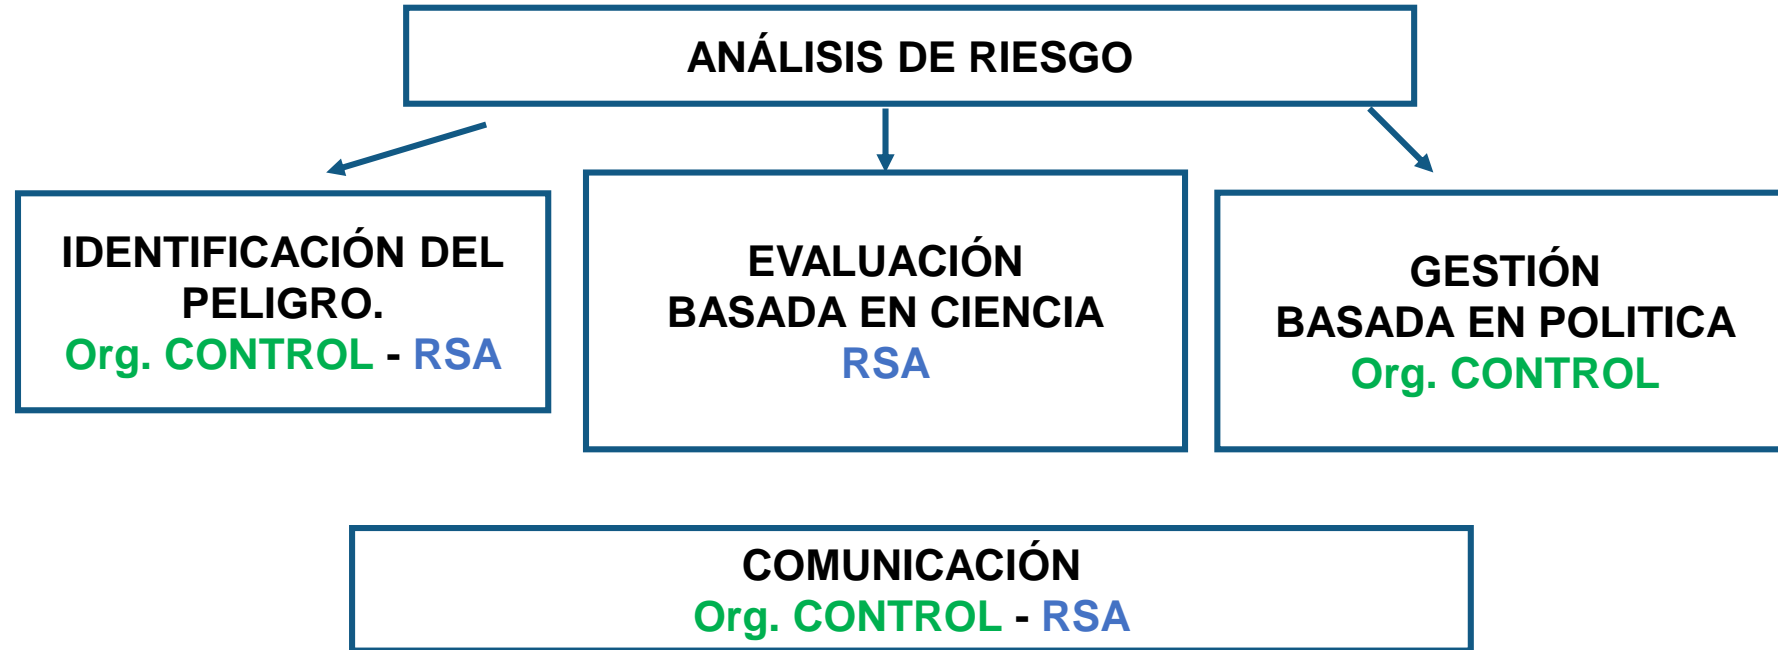 ANÁLISIS DE RIESGO
IDENTIFICACIÓN DEL
PELIGRO.
Org. CONTROL - RSA
EVALUACIÓN
BASADA EN CIENCIA
RSA
GESTIÓN
BASADA EN POLITICA
Org. CONTROL
COMUNICACIÓN
Org. CONTROL - RSA